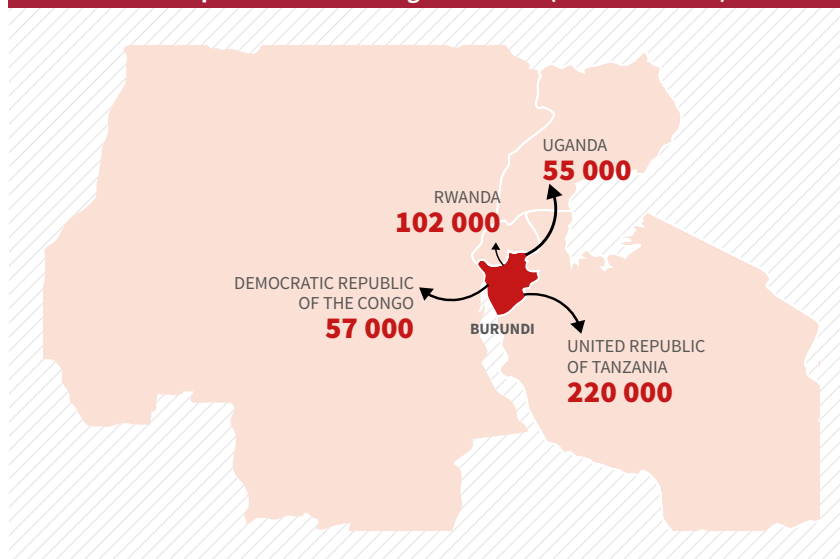 UGANDA
55 000
RWANDA
102 000
DEMOCRATIC REPUBLIC
OF THE CONGO
57 000
BURUNDI
UNITED REPUBLIC
OF TANZANIA
220 000